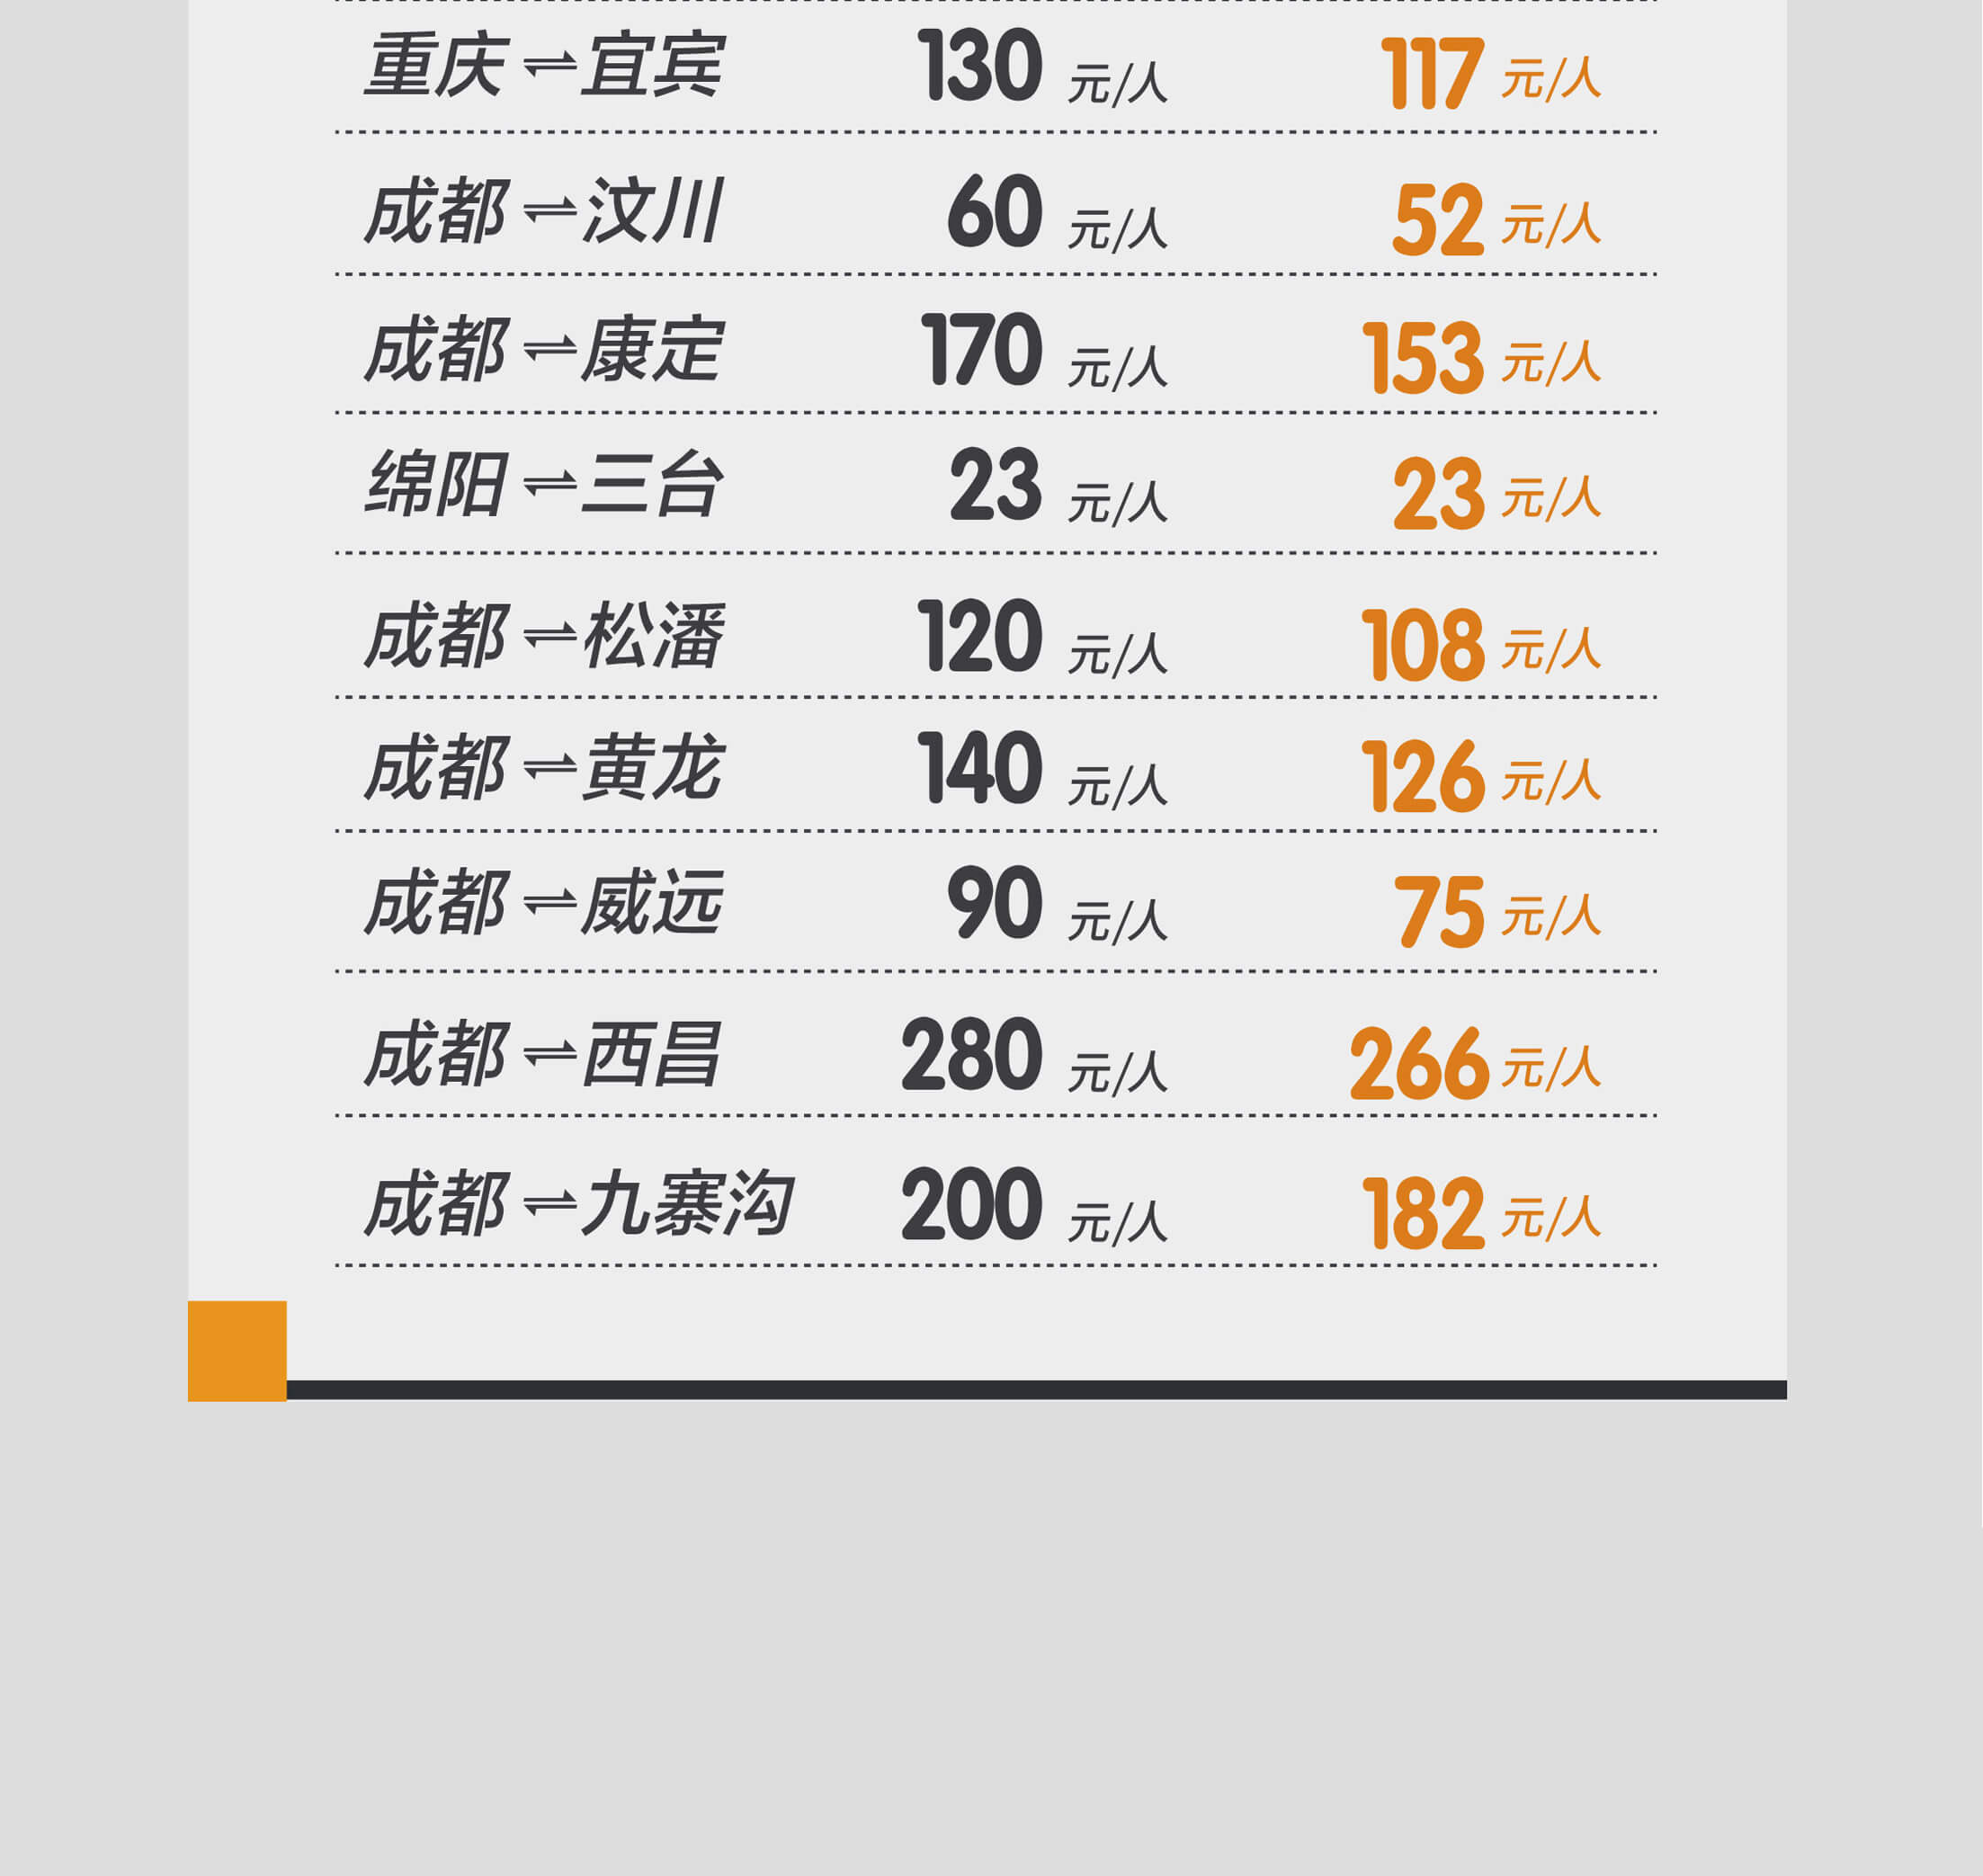 重庆⇌宜宾 130 元/人 117 元/人
成都⇌汶川 60 元/人 52 元/人
成都⇌康定 170 元/人 153 元/人
绵阳⇌三台 23 元/人 23 元/人
成都⇌松潘 120 元/人 108 元/人
成都⇌黄龙 140 元/人 126 元/人
成都⇌威远 90 元/人 75 元/人
成都⇌西昌 280 元/人 266 元/人
成都⇌九寨沟 200 元/人 182 元/人